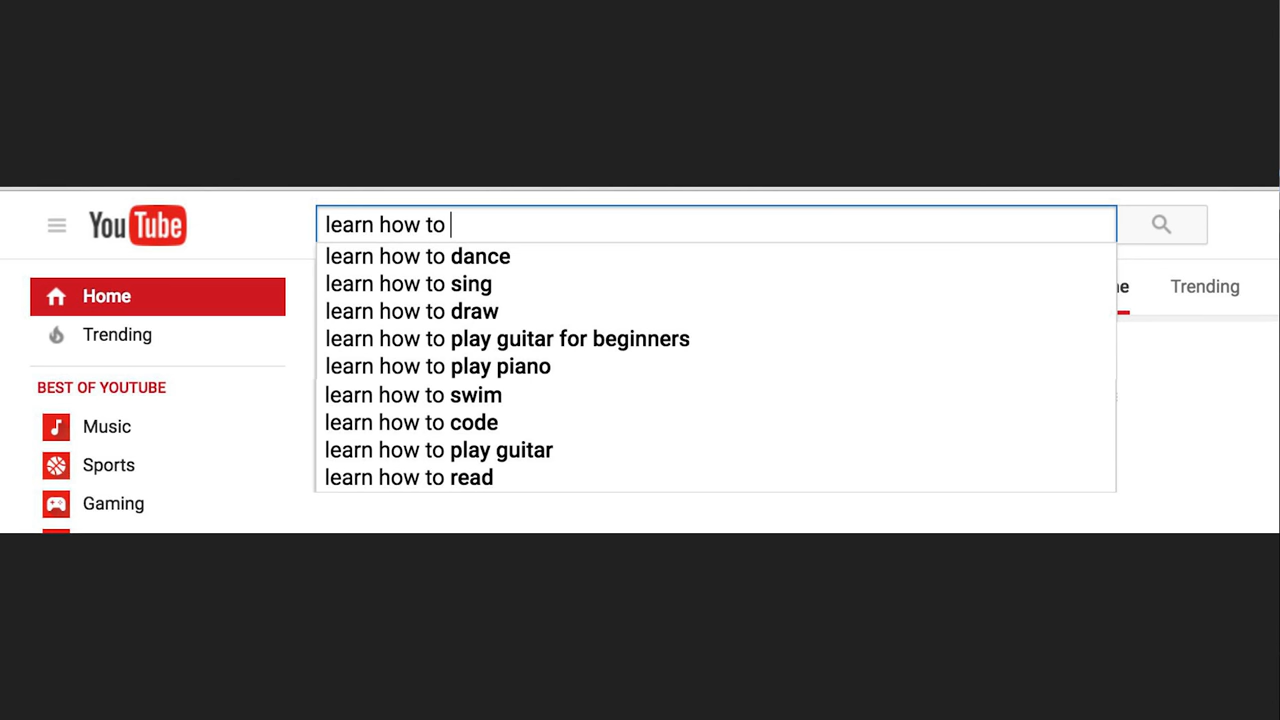 YouTube
learn how to
learn how to dance
learn how to sing
learn how to draw
learn how to play guitar for beginners
learn how to play piano
learn how to swim
learn how to code
learn how to play guitar
learn how to read
Home
Trending
BEST OF YOUTUBE
Music
Sports
Gaming
Trending